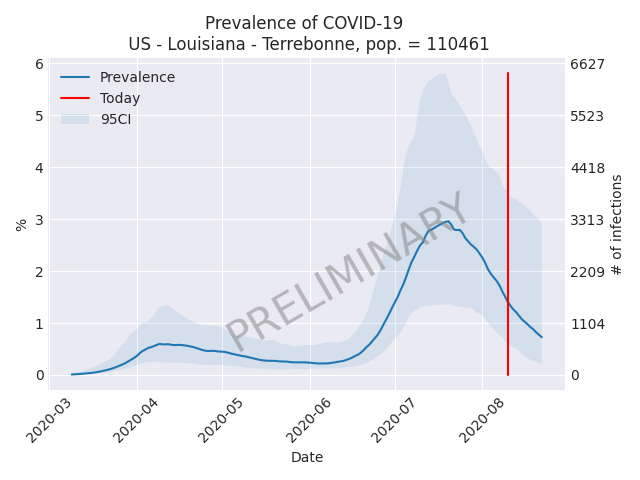 Prevalence of COVID-19
US - Louisiana - Terrebonne, pop. = 110461
Prevalence
Today
95CI
6
5
4
3
2
1
0
%
6627
5523
4418
3313
2209
1104
0
# of infections
PRELIMINARY
2020-03
2020-04
2020-05
2020-06
2020-07
2020-08
Date